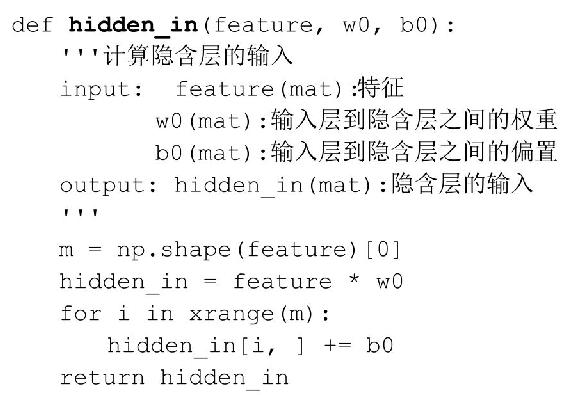 def hidden_in(feature, w0, b0):
    '''计算隐含层的输入
    input:  feature(mat):特征
            w0(mat):输入层到隐含层之间的权重
            b0(mat):输入层到隐含层之间的偏置
    output: hidden_in(mat):隐含层的输入
    '''
    m = np.shape(feature)[0]
    hidden_in = feature * w0
    for i in xrange(m):
        hidden_in[i, ] += b0
    return hidden_in